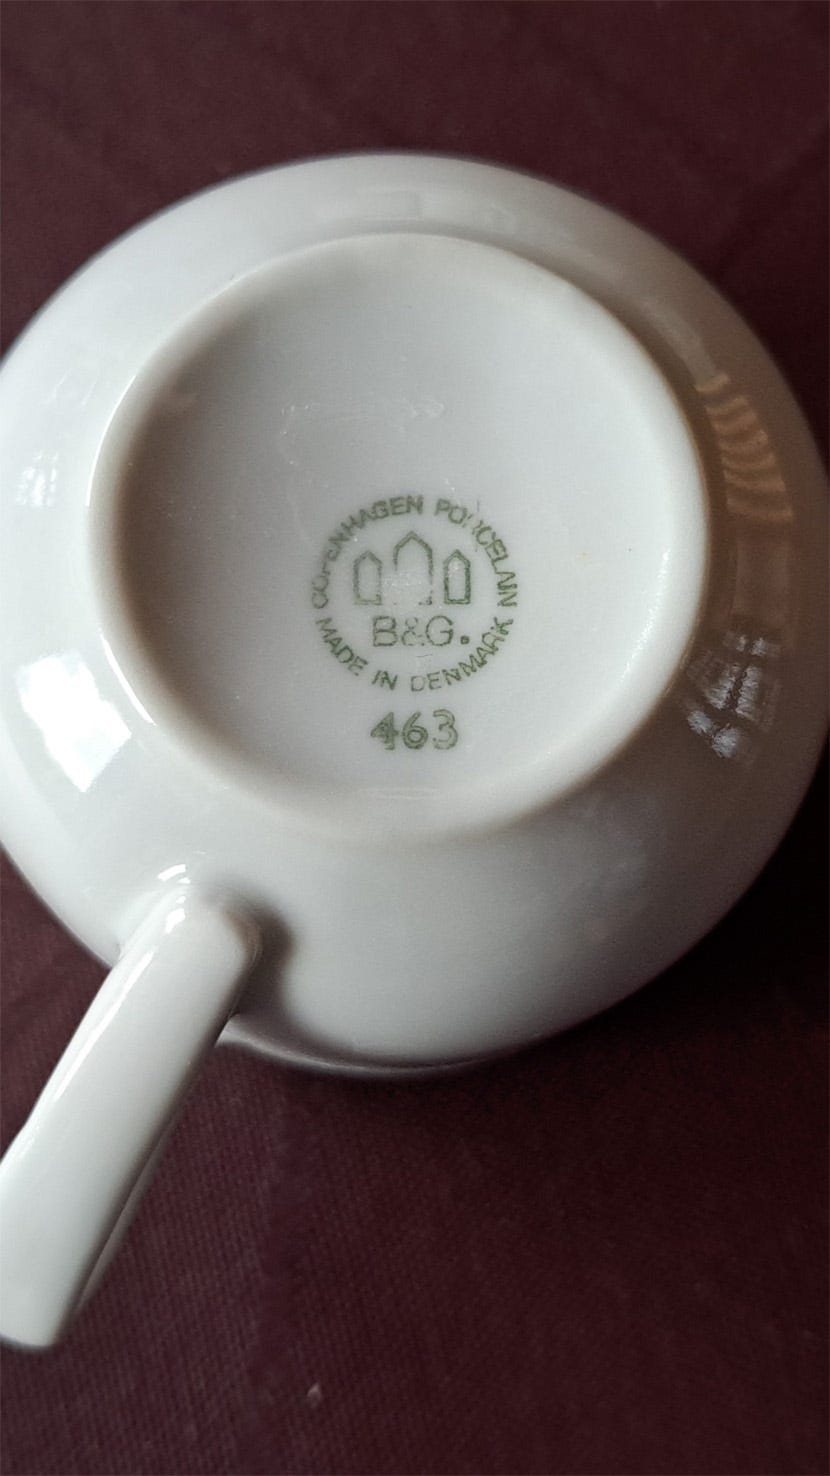 COPENHAGEN PORCELAIN
B&G.
MADE IN DENMARK
463